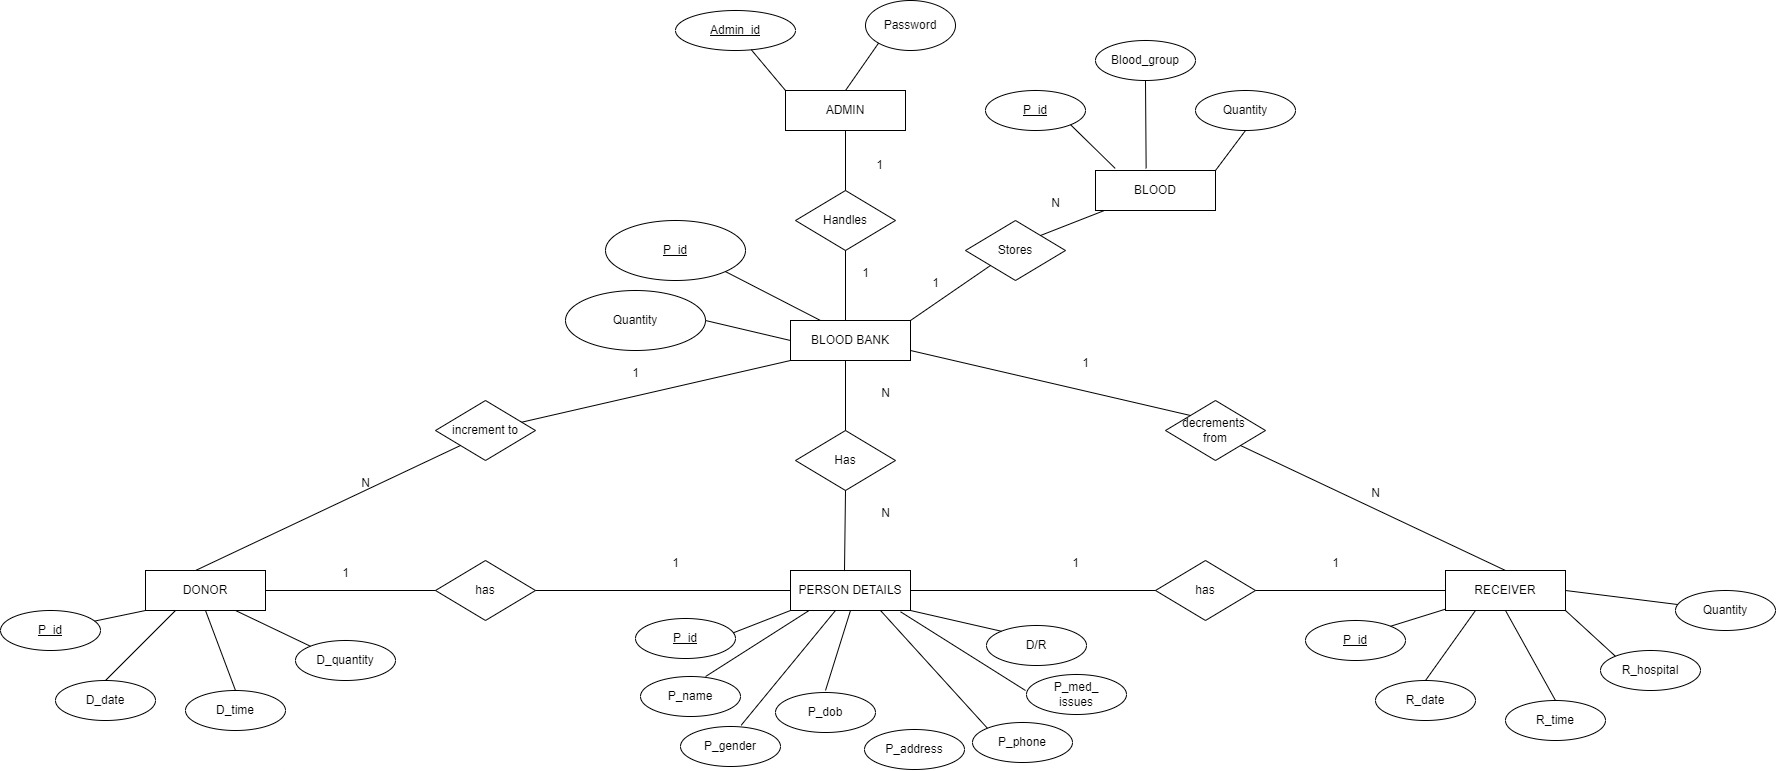 Admin_id
Password
Blood_group
P_id
Quantity
ADMIN
1
BLOOD
N
Handles
P_id
Stores
1
1
Quantity
BLOOD BANK
1
N
1
increment to
decrements
from
Has
N
N
N
1
1
1
1
DONOR
has
PERSON DETAILS
has
RECEIVER
P_id
D_quantity
D_date
D_time
P_id
D/R
P_name
P_med_
issues
P_dob
P_gender
P_address
P_phone
Quantity
P_id
R_hospital
R_date
R_time